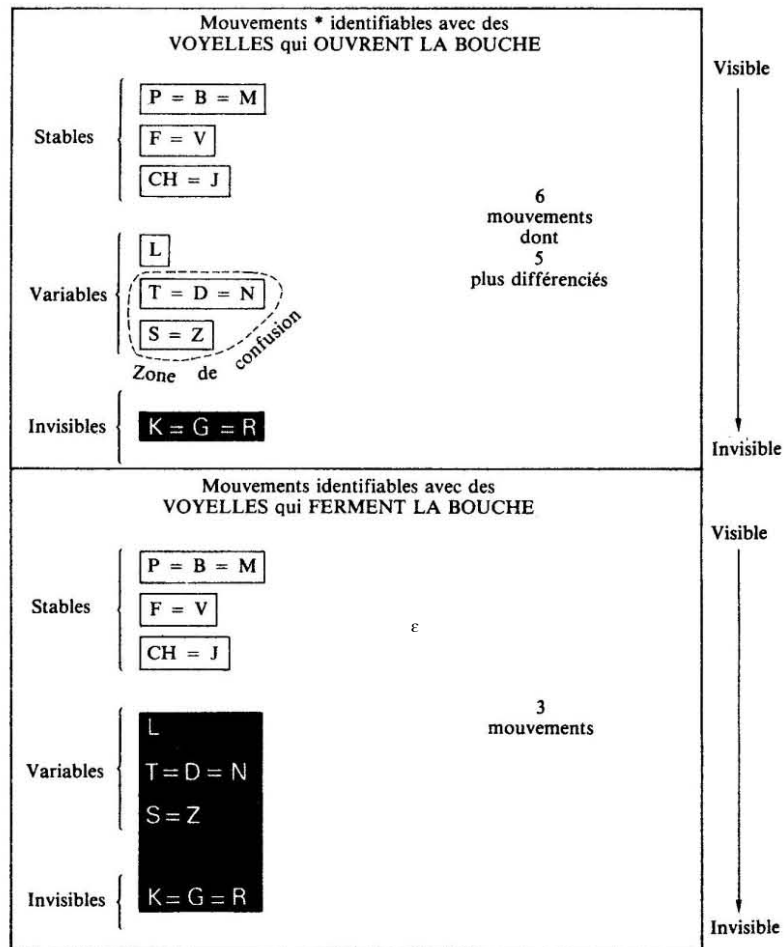 Mouvements * identifiables avec des
VOYELLES qui OUVRENT LA BOUCHE
Visible
P = B = M
Stables
F = V
CH = J
6
mouvements
dont
5
plus différenciés
L
Variables
T = D = N
S = Z
Zone de confusion
Invisibles
K = G = R
Invisible
Mouvements identifiables avec des
VOYELLES qui FERMENT LA BOUCHE
Visible
P = B = M
Stables
F = V
ε
CH = J
3
mouvements
L
Variables
T = D = N
S = Z
Invisibles
K = G = R
Invisible